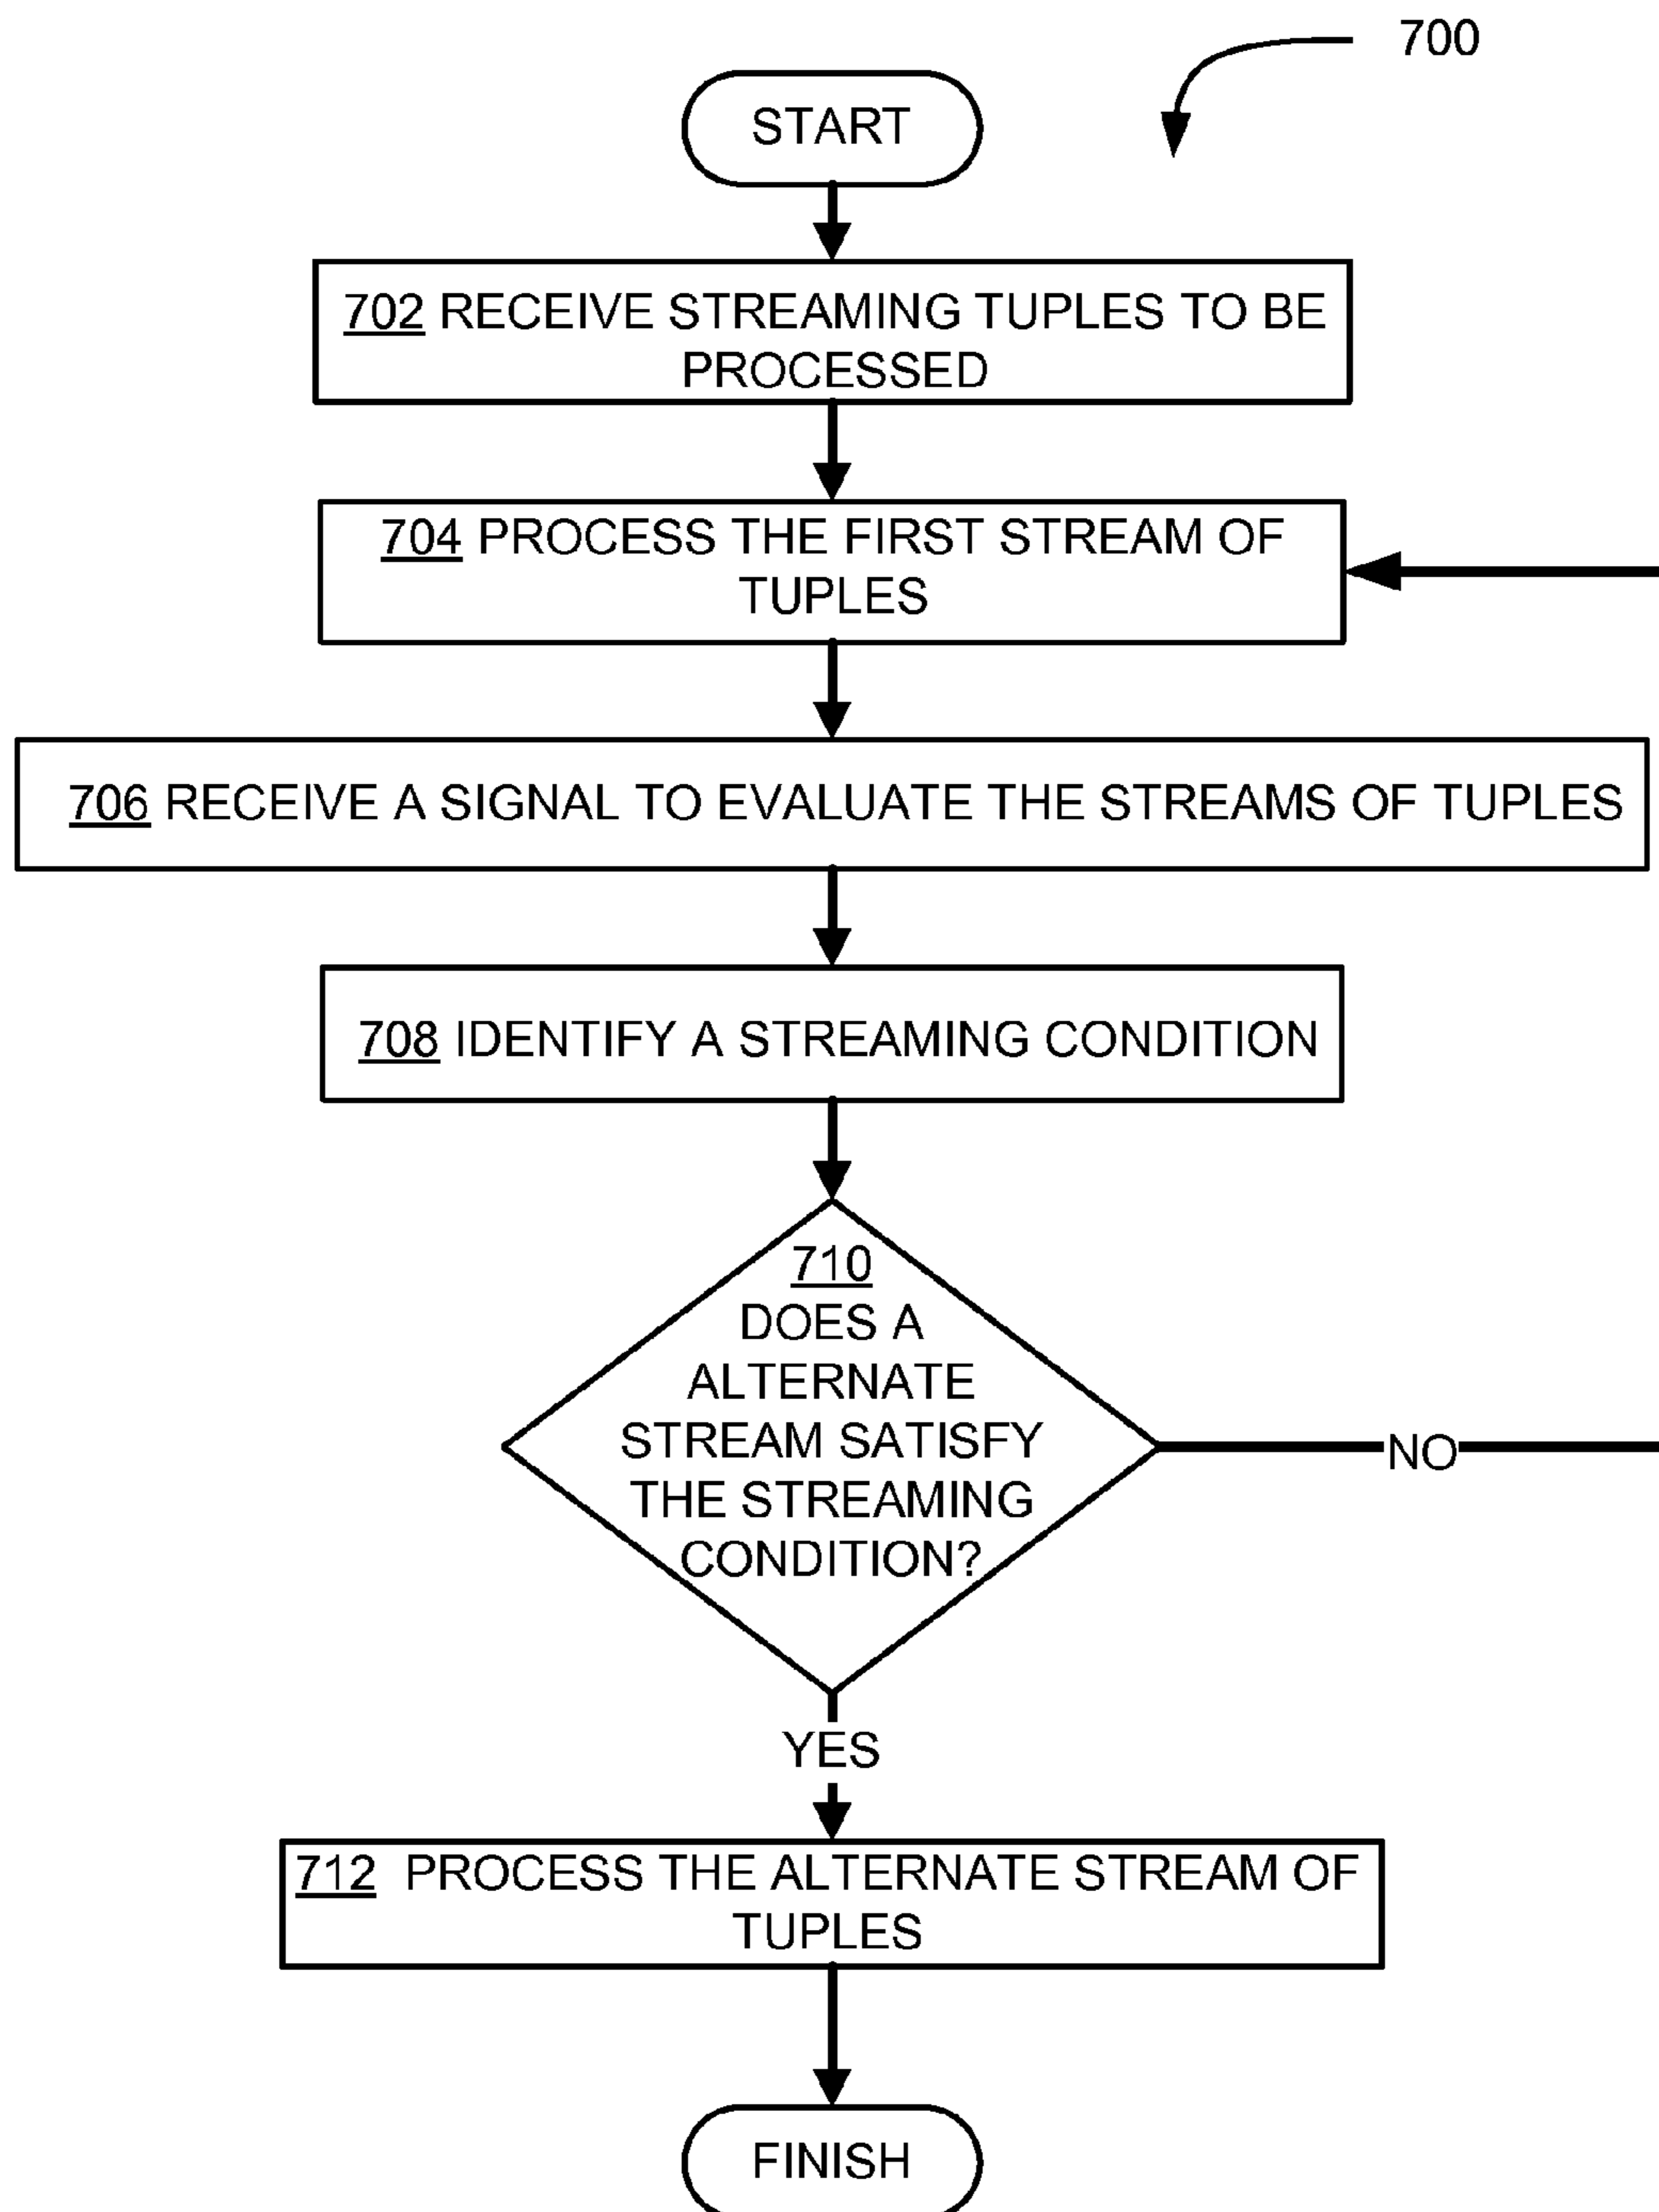 700
START
702 RECEIVE STREAMING TUPLES TO BE
PROCESSED
704 PROCESS THE FIRST STREAM OF
TUPLES
706 RECEIVE A SIGNAL TO EVALUATE THE STREAMS OF TUPLES
708 IDENTIFY A STREAMING CONDITION
710
DOES A
ALTERNATE
STREAM SATISFY
THE STREAMING
CONDITION?
NO
YES
712 PROCESS THE ALTERNATE STREAM OF
TUPLES
FINISH